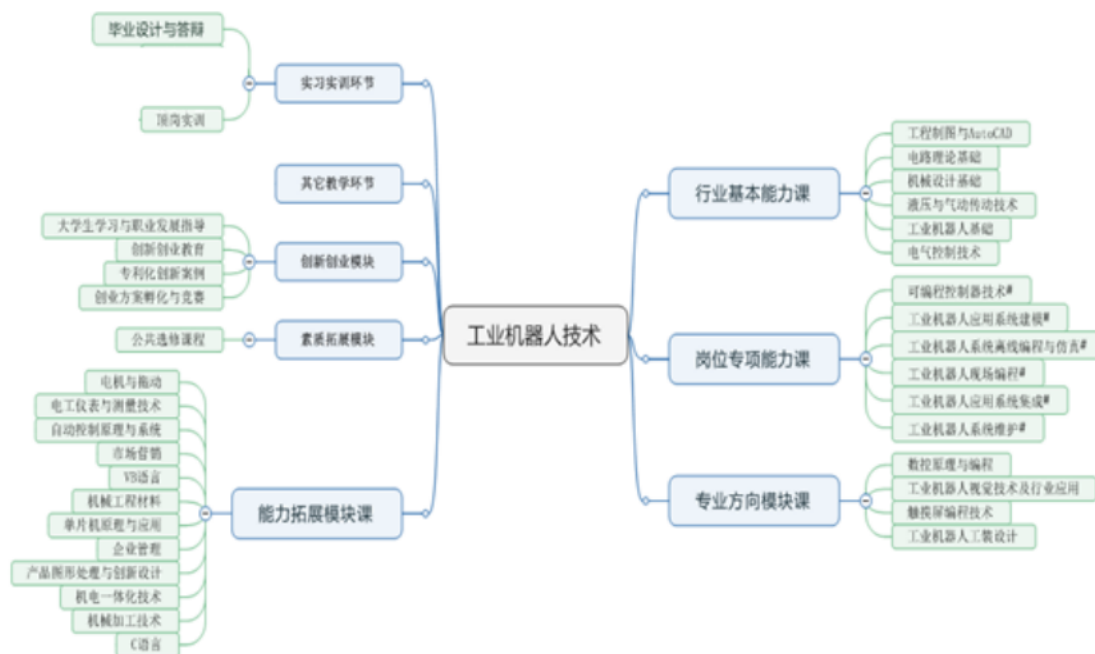 工业机器人技术
实习实训环节
毕业设计与答辩
顶岗实训
其它教学环节
创新创业模块
大学生学习与职业发展指导
创新创业教育
专利化创新案例
创业方案孵化与竞赛
素质拓展模块
公共选修课程
能力拓展模块课
电机与拖动
电工仪表与测量技术
自动控制原理与系统
市场营销
VB语言
机械工程材料
单片机原理与应用
企业管理
产品图形处理与创新设计
机电一体化技术
机械加工技术
C语言
行业基本能力课
工程制图与AutoCAD
电路理论基础
机械设计基础
液压与气动传动技术
工业机器人基础
电气控制技术
岗位专项能力课
可编程控制器技术#
工业机器人应用系统建模#
工业机器人系统离线编程与仿真#
工业机器人现场编程#
工业机器人应用系统集成#
工业机器人系统维护#
专业方向模块课
数控原理与编程
工业机器人视觉技术及行业应用
触摸屏编程技术
工业机器人工装设计